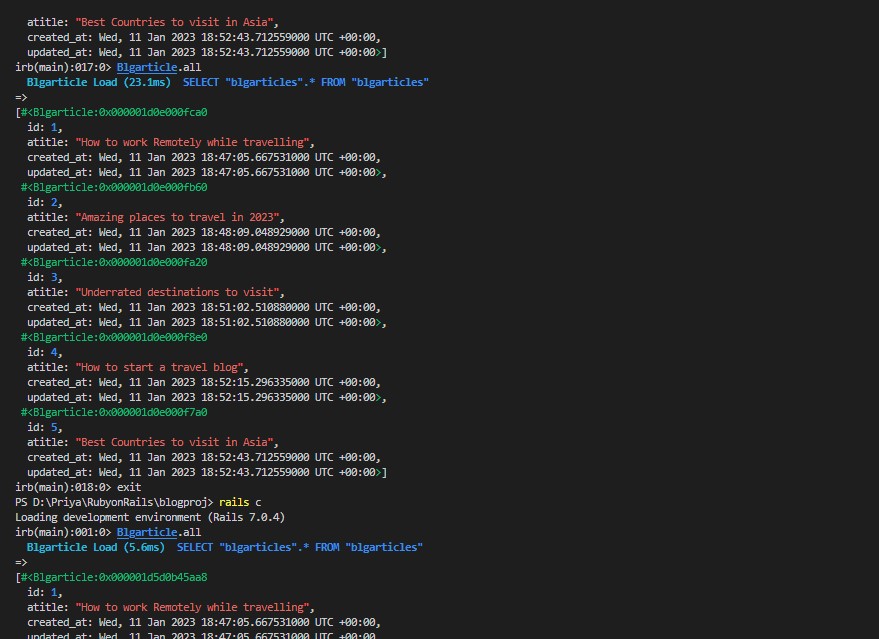 atitle: "Best Countries to visit in Asia",
created_at: Wed, 11 Jan 2023 18:52:43.712559000 UTC +00:00,
updated_at: Wed, 11 Jan 2023 18:52:43.712559000 UTC +00:00>]
irb(main):017:0> Blgarticle.all
Blgarticle Load (23.1ms)  SELECT "blgarticles".* FROM "blgarticles"
=>
[#<Blgarticle:0x000001d0e000fca0
id: 1,
atitle: "How to work Remotely while travelling",
created_at: Wed, 11 Jan 2023 18:47:05.667531000 UTC +00:00,
updated_at: Wed, 11 Jan 2023 18:47:05.667531000 UTC +00:00>,
#<Blgarticle:0x000001d0e000fb60
id: 2,
atitle: "Amazing places to travel in 2023",
created_at: Wed, 11 Jan 2023 18:48:09.048929000 UTC +00:00,
updated_at: Wed, 11 Jan 2023 18:48:09.048929000 UTC +00:00>,
#<Blgarticle:0x000001d0e000fa20
id: 3,
atitle: "Underrated destinations to visit",
created_at: Wed, 11 Jan 2023 18:51:02.510880000 UTC +00:00,
updated_at: Wed, 11 Jan 2023 18:51:02.510880000 UTC +00:00>,
#<Blgarticle:0x000001d0e000f8e0
id: 4,
atitle: "How to start a travel blog",
created_at: Wed, 11 Jan 2023 18:52:15.296335000 UTC +00:00,
updated_at: Wed, 11 Jan 2023 18:52:15.296335000 UTC +00:00>,
#<Blgarticle:0x000001d0e000f7a0
id: 5,
atitle: "Best Countries to visit in Asia",
created_at: Wed, 11 Jan 2023 18:52:43.712559000 UTC +00:00,
updated_at: Wed, 11 Jan 2023 18:52:43.712559000 UTC +00:00>]
irb(main):018:0> exit
PS D:\Priya\RubyonRails\blogproj> rails c
Loading development environment (Rails 7.0.4)
irb(main):001:0> Blgarticle.all
Blgarticle Load (5.6ms)  SELECT "blgarticles".* FROM "blgarticles"
=>
[#<Blgarticle:0x000001d5d0b45aa8
id: 1,
atitle: "How to work Remotely while travelling",
created_at: Wed, 11 Jan 2023 18:47:05.667531000 UTC +00:00,
updated_at: Wed, 11 Jan 2023 18:47:05.667531000 UTC +00:00